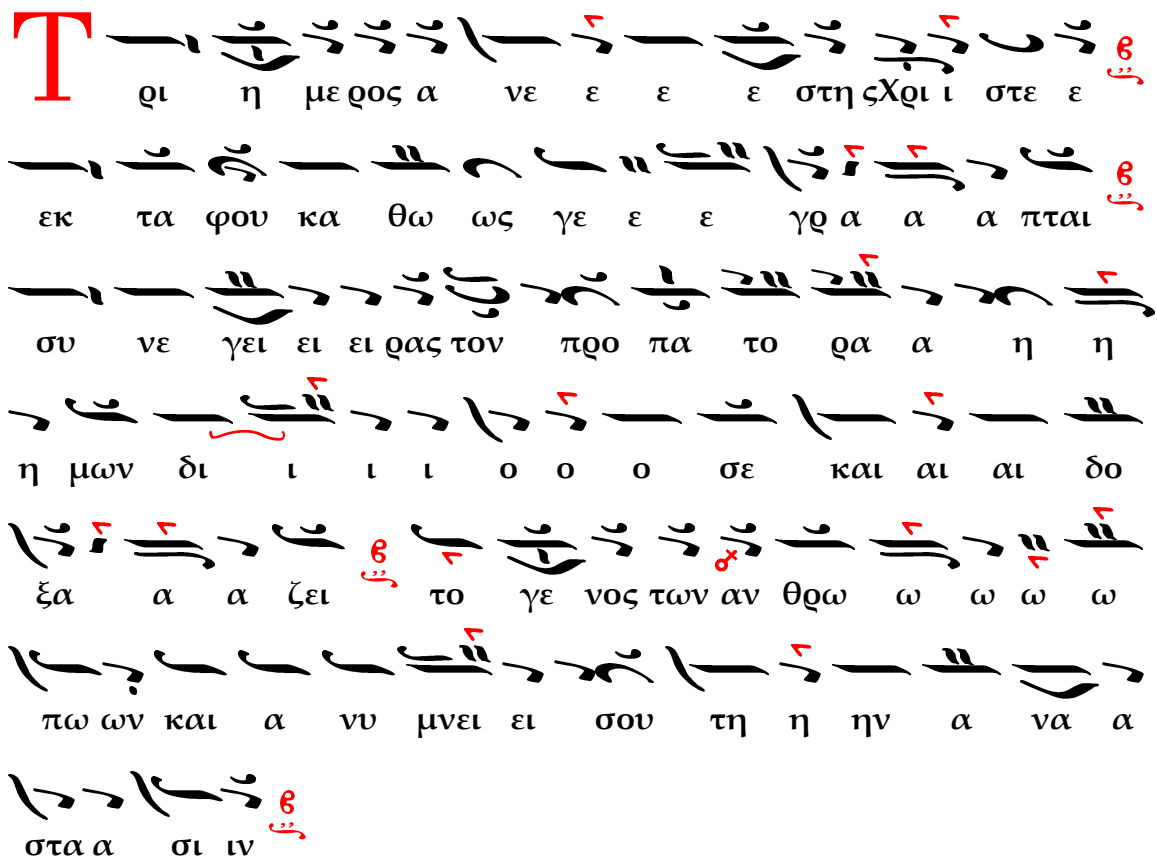 Τ ρι η με ρος α νε ε ε ε στη ςΧρι ι στε ε
εκ τα φου κα θω ως γε ε ε γρ α α α πται
συ νε γει ει ει ρας τον προ πα το ρα α η η
η μων δι ι ι ι ο ο ο σε και αι αι δο
ξα α α ζει το γε νος των αν θρω ω ω ω ω
πω ων και α νυ μνει ει σου τη η ην α να α
στα α σι ιν